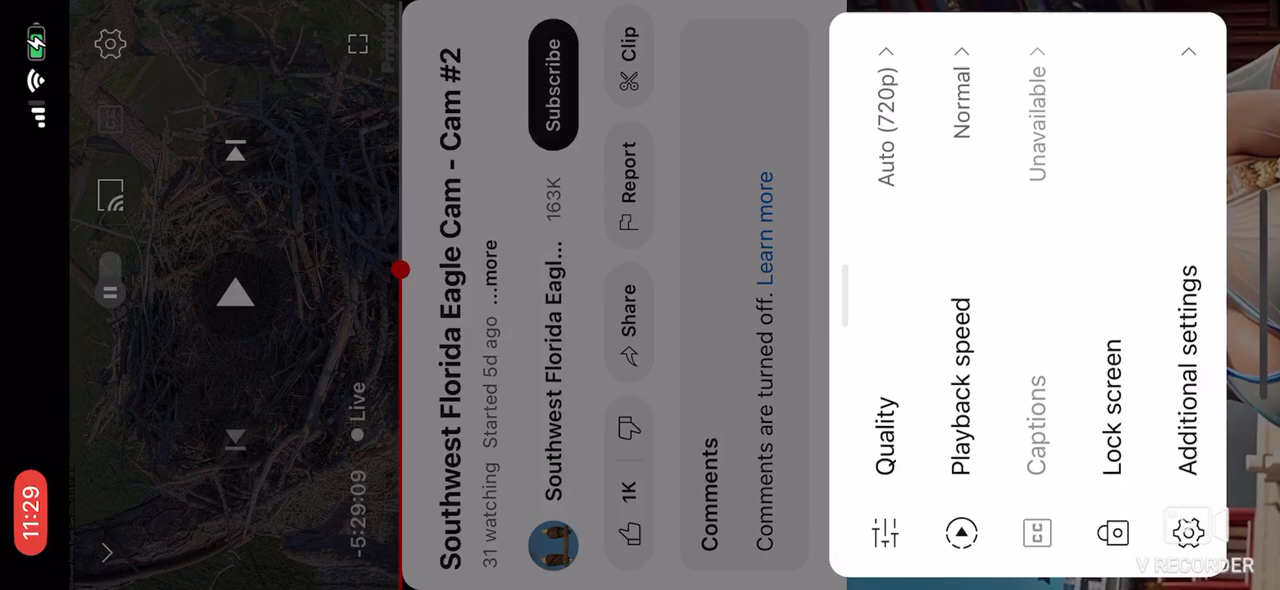 11:29
-5:29:09 Live
Southwest Florida Eagle Cam - Cam #2
31 watching Started 5d ago ...more
Southwest Florida Eagl... 163K Subscribe
1K Share Report Clip
Comments
Comments are turned off. Learn more
Quality Auto (720p)
Playback speed Normal
CC Captions Unavailable
Lock screen
Additional settings
V RECORDER